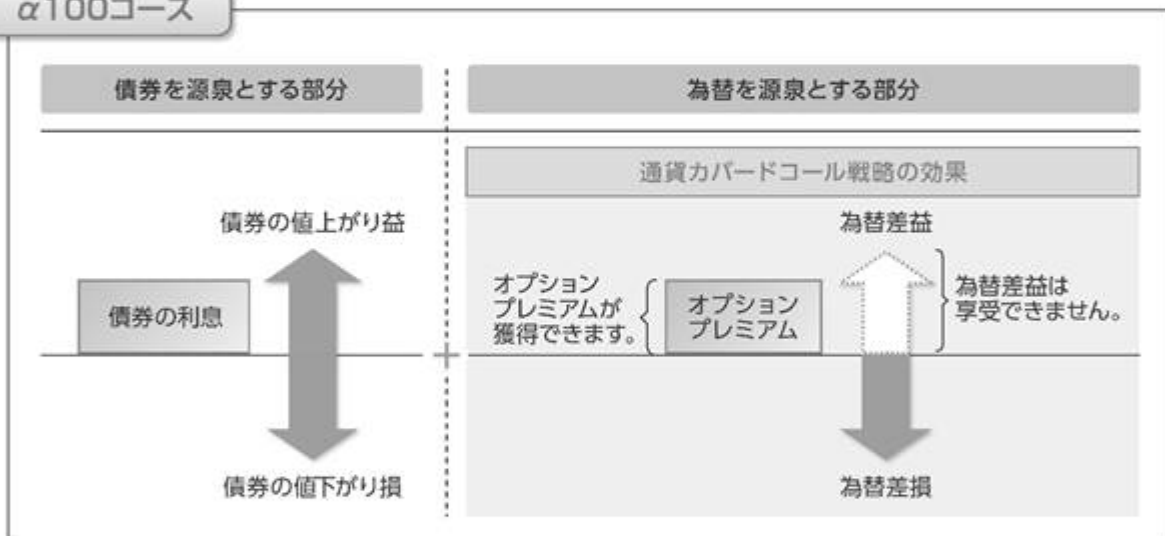 α100コース
債券を源泉とする部分
為替を源泉とする部分
通貨カバードコール戦略の効果
債券の値上がり益
債券の利息
債券の値下がり損
為替差益
オプション
プレミアムが
獲得できます。
オプション
プレミアム
為替差益は
享受できません。
為替差損